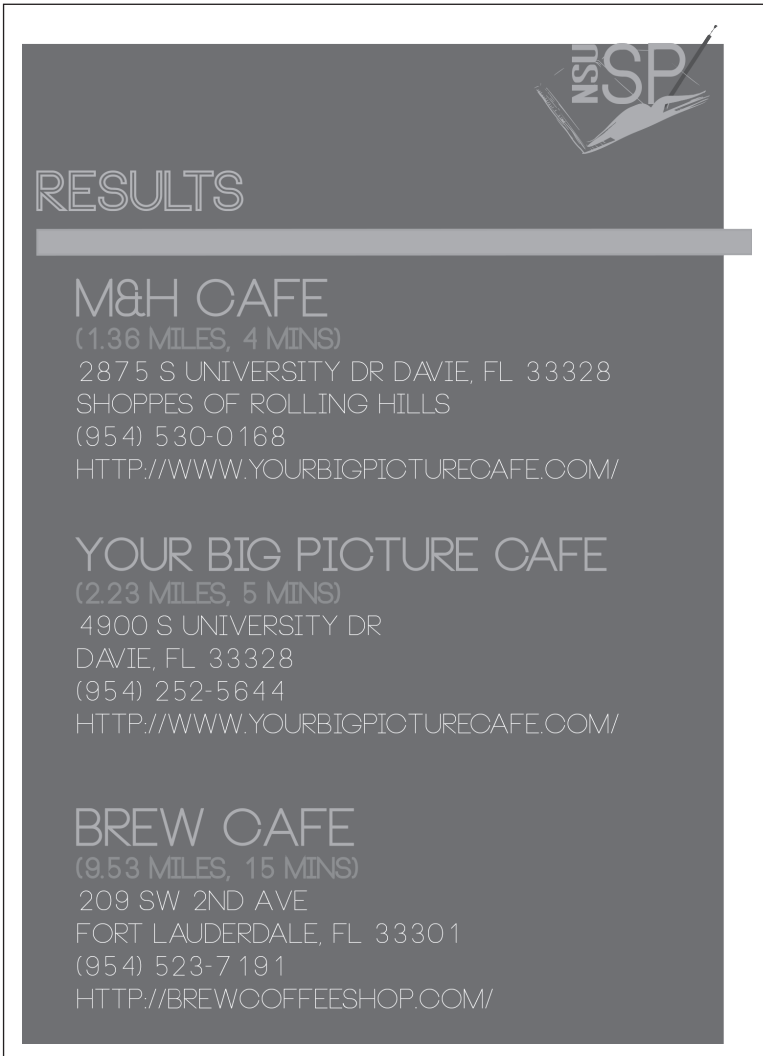 NSU
SP
RESULTS
M&H CAFE
(1.36 MILES, 4 MINS)
2875 S UNIVERSITY DR DAVIE, FL 33328
SHOPPES OF ROLLING HILLS
(954) 530-0168
HTTP://WWW.YOURBIGPICTURECAFE.COM/
YOUR BIG PICTURE CAFE
(2.23 MILES, 5 MINS)
4900 S UNIVERSITY DR
DAVIE, FL 33328
(954) 252-5644
HTTP://WWW.YOURBIGPICTURECAFE.COM/
BREW CAFE
(9.53 MILES, 15 MINS)
209 SW 2ND AVE
FORT LAUDERDALE, FL 33301
(954) 523-7191
HTTP://BREWCOFFEESHOP.COM/